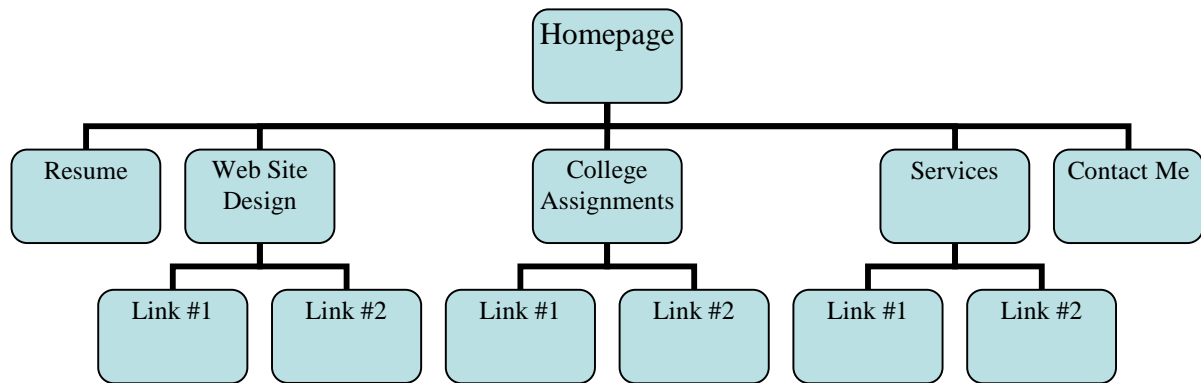 Homepage
Resume
Web Site
Design
College
Assignments
Services
Contact Me
Link #1
Link #2
Link #1
Link #2
Link #1
Link #2